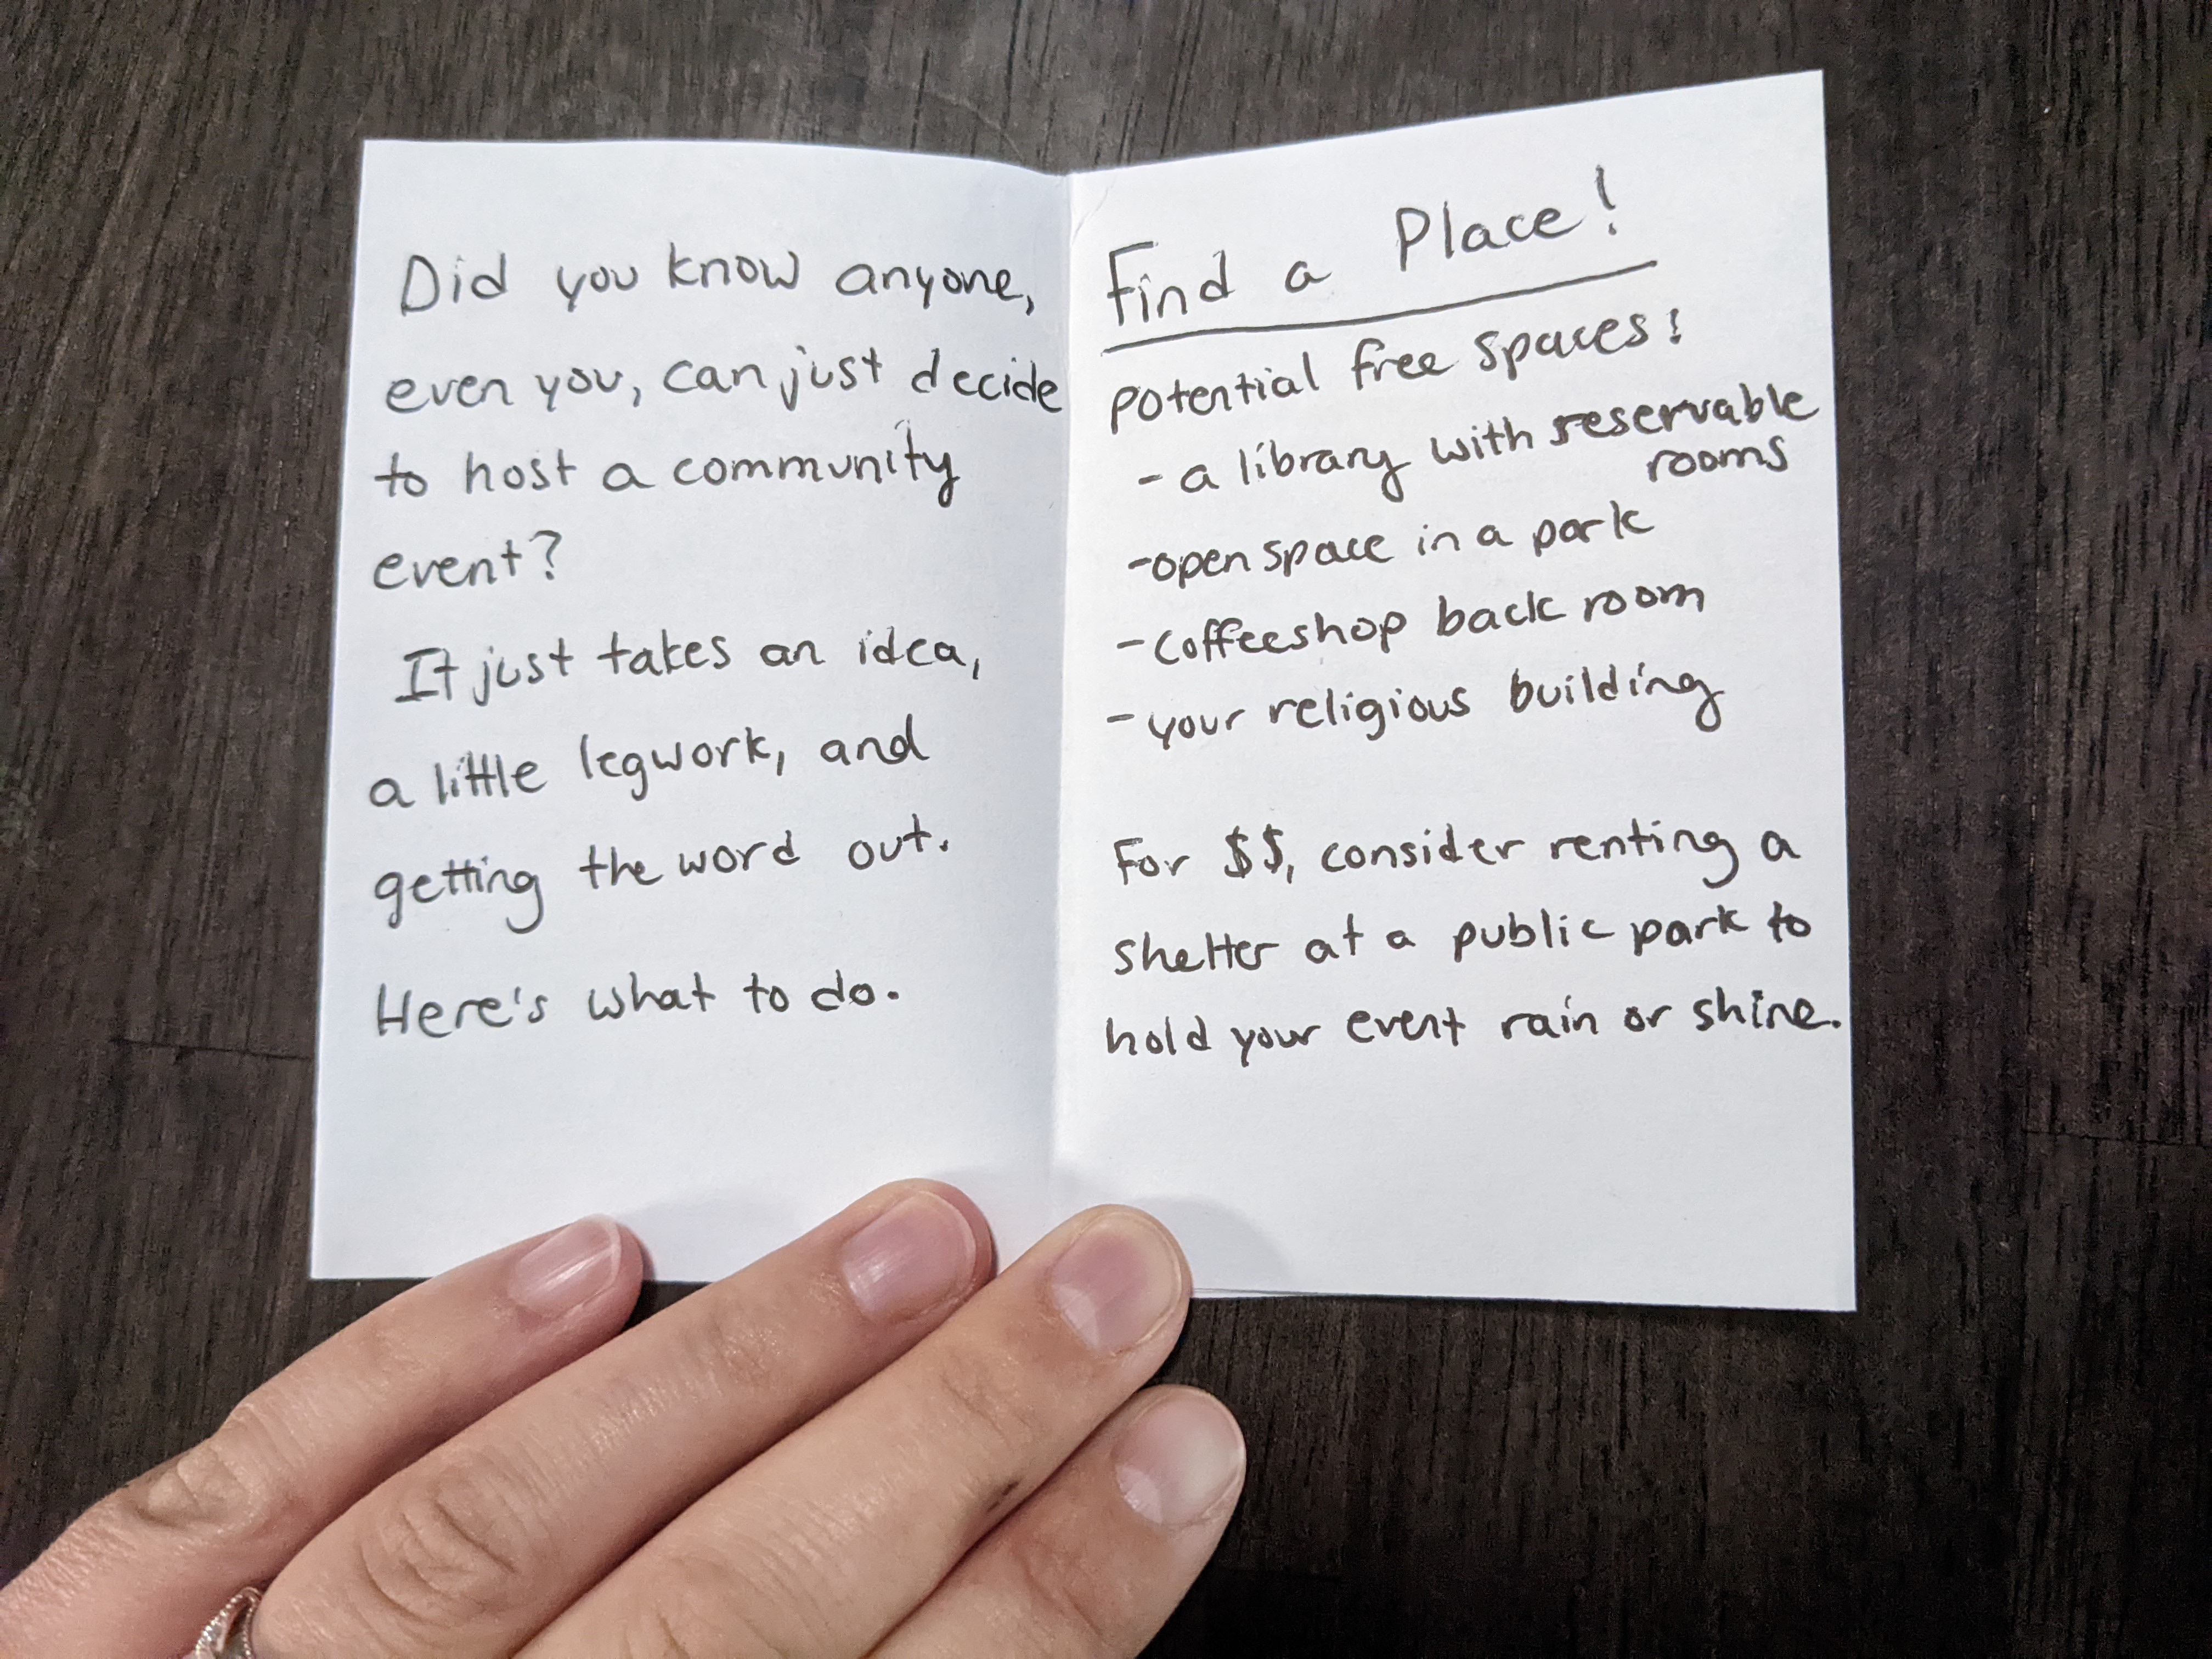 Did you know anyone,
even you, can just decide
to host a community
event?
It just takes an idea,
a little legwork, and
getting the word out.
Here's what to do.
Find a Place!
potential free spaces!
- a library with reservable
rooms
- open space in a park
- coffeeshop back room
- your religious building
For $$, consider renting a
shelter at a public park to
hold your event rain or shine.